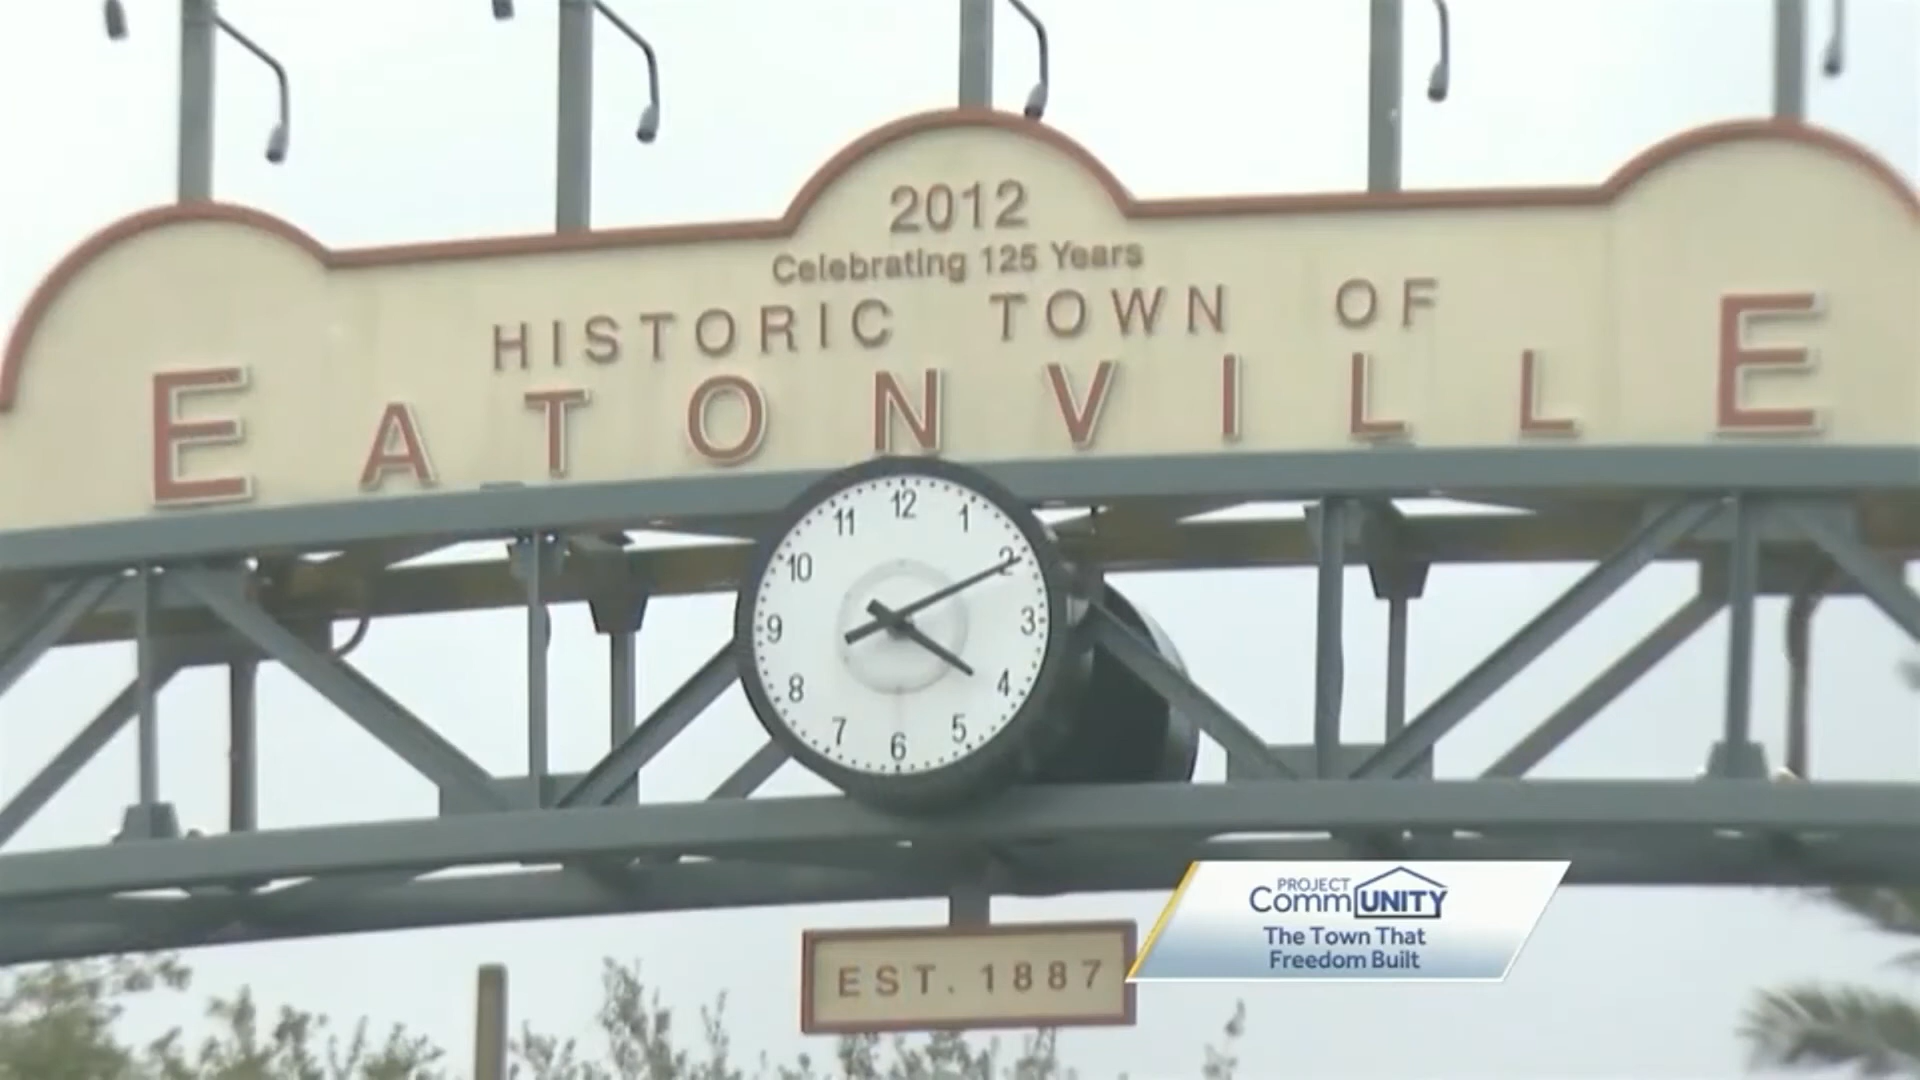 2012
Celebrating 125 Years
HISTORIC TOWN OF
EATONVILLE
12
1
2
3
4
5
6
7
8
9
10
11
EST. 1887
PROJECT
CommUNITY
The Town That
Freedom Built